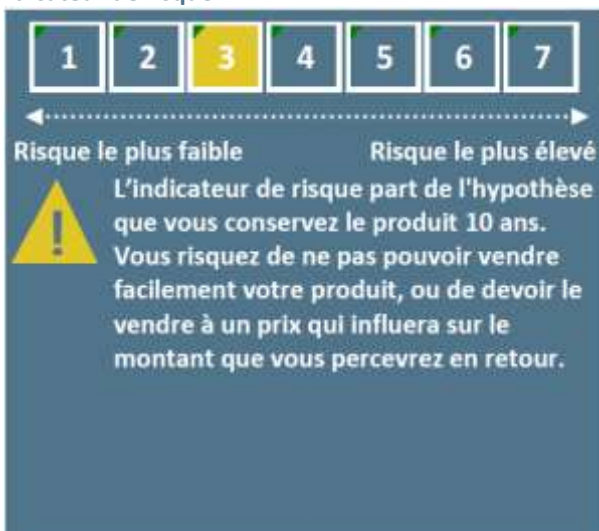 1 2 3 4 5 6 7
Risque le plus faible Risque le plus élevé
L'indicateur de risque part de l'hypothèse
que vous conservez le produit 10 ans.
Vous risquez de ne pas pouvoir vendre
facilement votre produit, ou de devoir le
vendre à un prix qui influera sur le
montant que vous percevrez en retour.